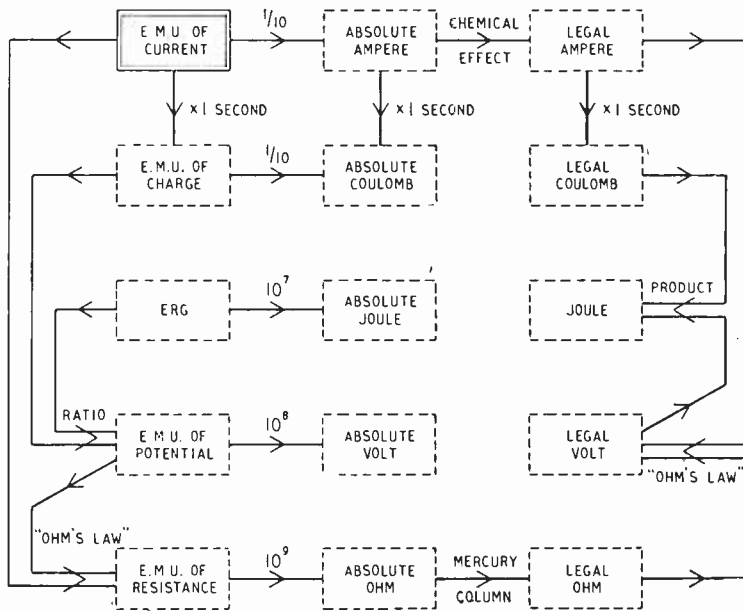 E.M.U. OF
CURRENT
1/10
ABSOLUTE
AMPERE
CHEMICAL
EFFECT
LEGAL
AMPERE
×1 SECOND
×1 SECOND
×1 SECOND
E.M.U. OF
CHARGE
1/10
ABSOLUTE
COULOMB
LEGAL
COULOMB
ERG
10⁷
ABSOLUTE
JOULE
JOULE
PRODUCT
RATIO
E.M.U. OF
POTENTIAL
10⁸
ABSOLUTE
VOLT
LEGAL
VOLT
"OHM'S LAW"
"OHM'S LAW"
E.M.U. OF
RESISTANCE
10⁹
ABSOLUTE
OHM
MERCURY
COLUMN
LEGAL
OHM